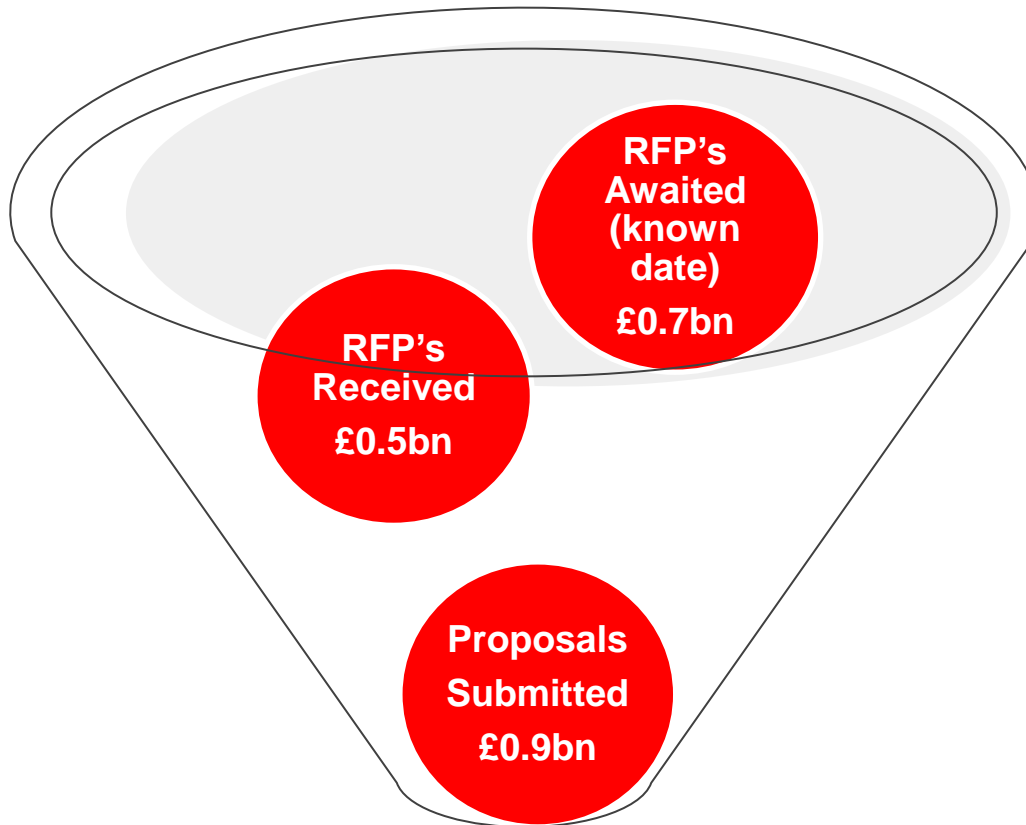 RFP’s
Awaited
(known
date)
£0.7bn
RFP’s
Received
£0.5bn
Proposals
Submitted
£0.9bn